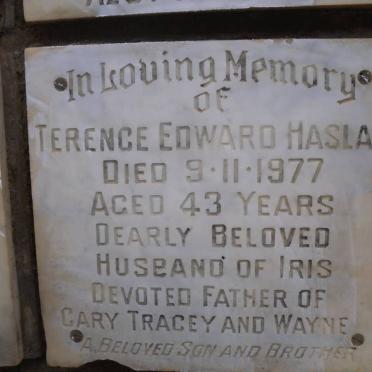 In Loving Memory
OF
TERENCE EDWARD HASLA
DIED 9·11·1977
AGED 43 YEARS
DEARLY BELOVED
HUSBAND OF IRIS
DEVOTED FATHER OF
GARY TRACEY AND WAYNE
A BELOVED SON AND BROTHER